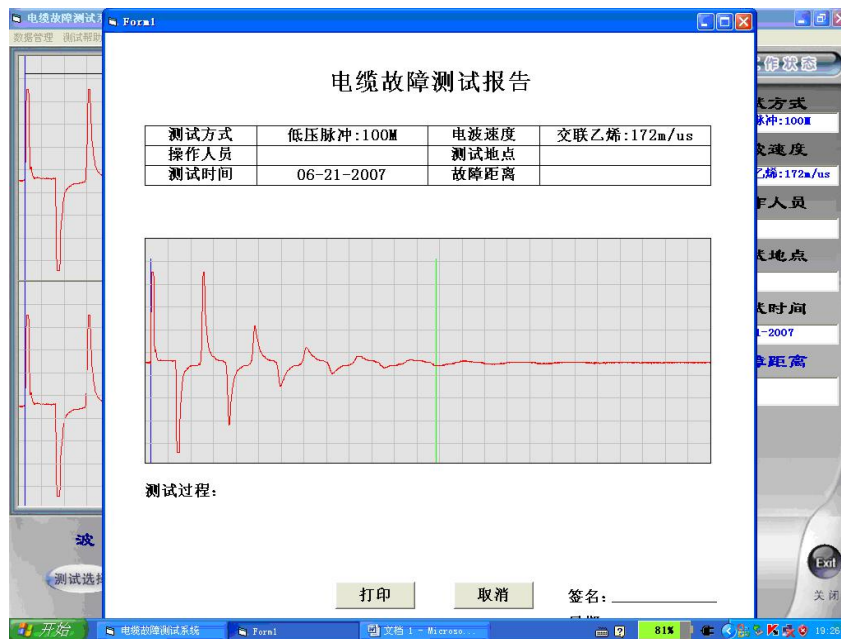 电缆故障测试系
Form1
数据管理 测试帮助
作状态
电缆故障测试报告
测试方式 低压脉冲:100M 电波速度 交联乙烯:172m/us
操作人员 测试地点
测试时间 06-21-2007 故障距离
式方式
脉冲:100M
波速度
乙烯:172m/us
作人员
式地点
式时间
1-2007
章距离
测试过程:
波
测试选择
打印 取消 签名:
Exit
关闭
开始 电缆故障测试系统 Form1 文档 1 - Microso... 81% 19:26